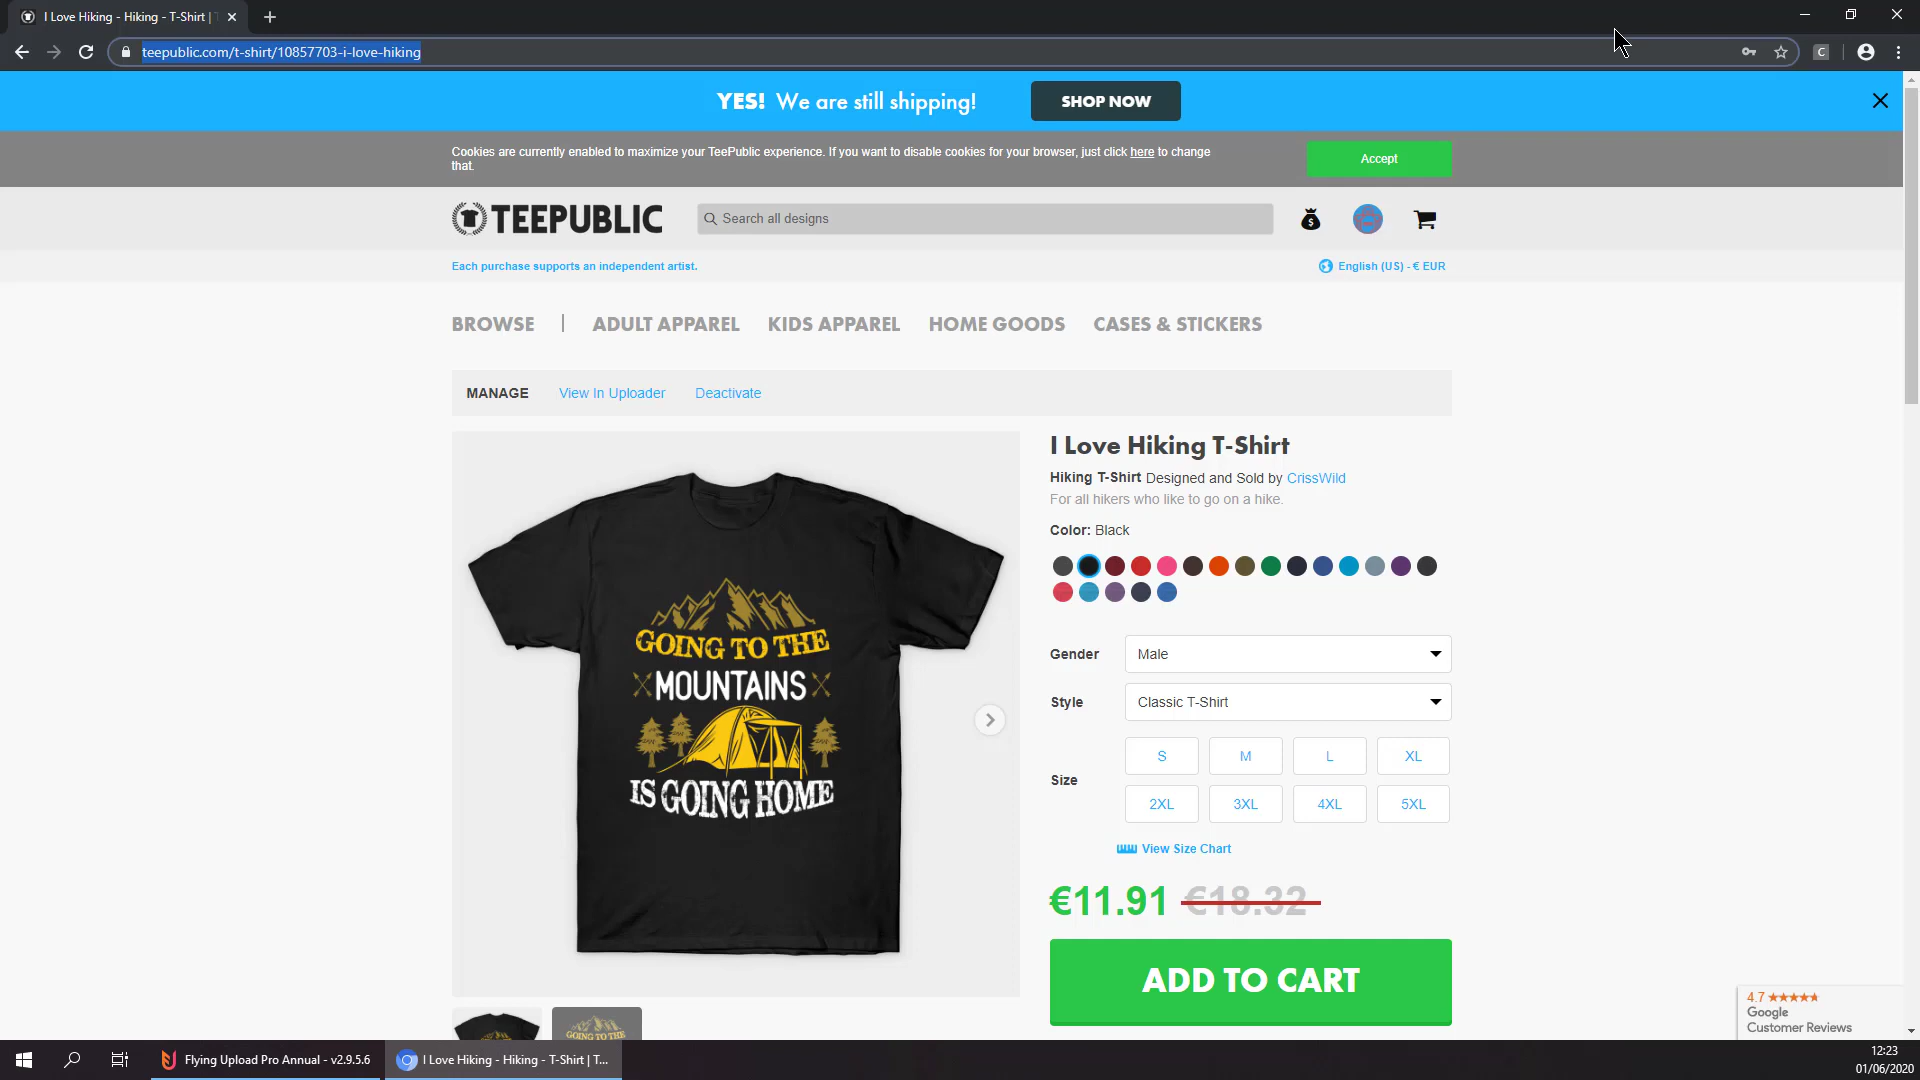 I Love Hiking - Hiking - T-Shirt |
teepublic.com/t-shirt/10857703-i-love-hiking
YES! We are still shipping!
SHOP NOW
Cookies are currently enabled to maximize your TeePublic experience. If you want to disable cookies for your browser, just click here to change
that.
Accept
TEEPUBLIC
Search all designs
Each purchase supports an independent artist.
English (US) - € EUR
BROWSE | ADULT APPAREL KIDS APPAREL HOME GOODS CASES & STICKERS
MANAGE View In Uploader Deactivate
I Love Hiking T-Shirt
Hiking T-Shirt Designed and Sold by CrissWild
For all hikers who like to go on a hike.
Color: Black
GOING TO THE
MOUNTAINS
IS GOING HOME
Gender Male
Style Classic T-Shirt
Size
S M L XL
2XL 3XL 4XL 5XL
View Size Chart
€11.91 €18.32
ADD TO CART
GOING TO THE
4.7
Google
Customer Reviews
Flying Upload Pro Annual - v2.9.5.6
I Love Hiking - Hiking - T-Shirt | T...
12:23
01/06/2020